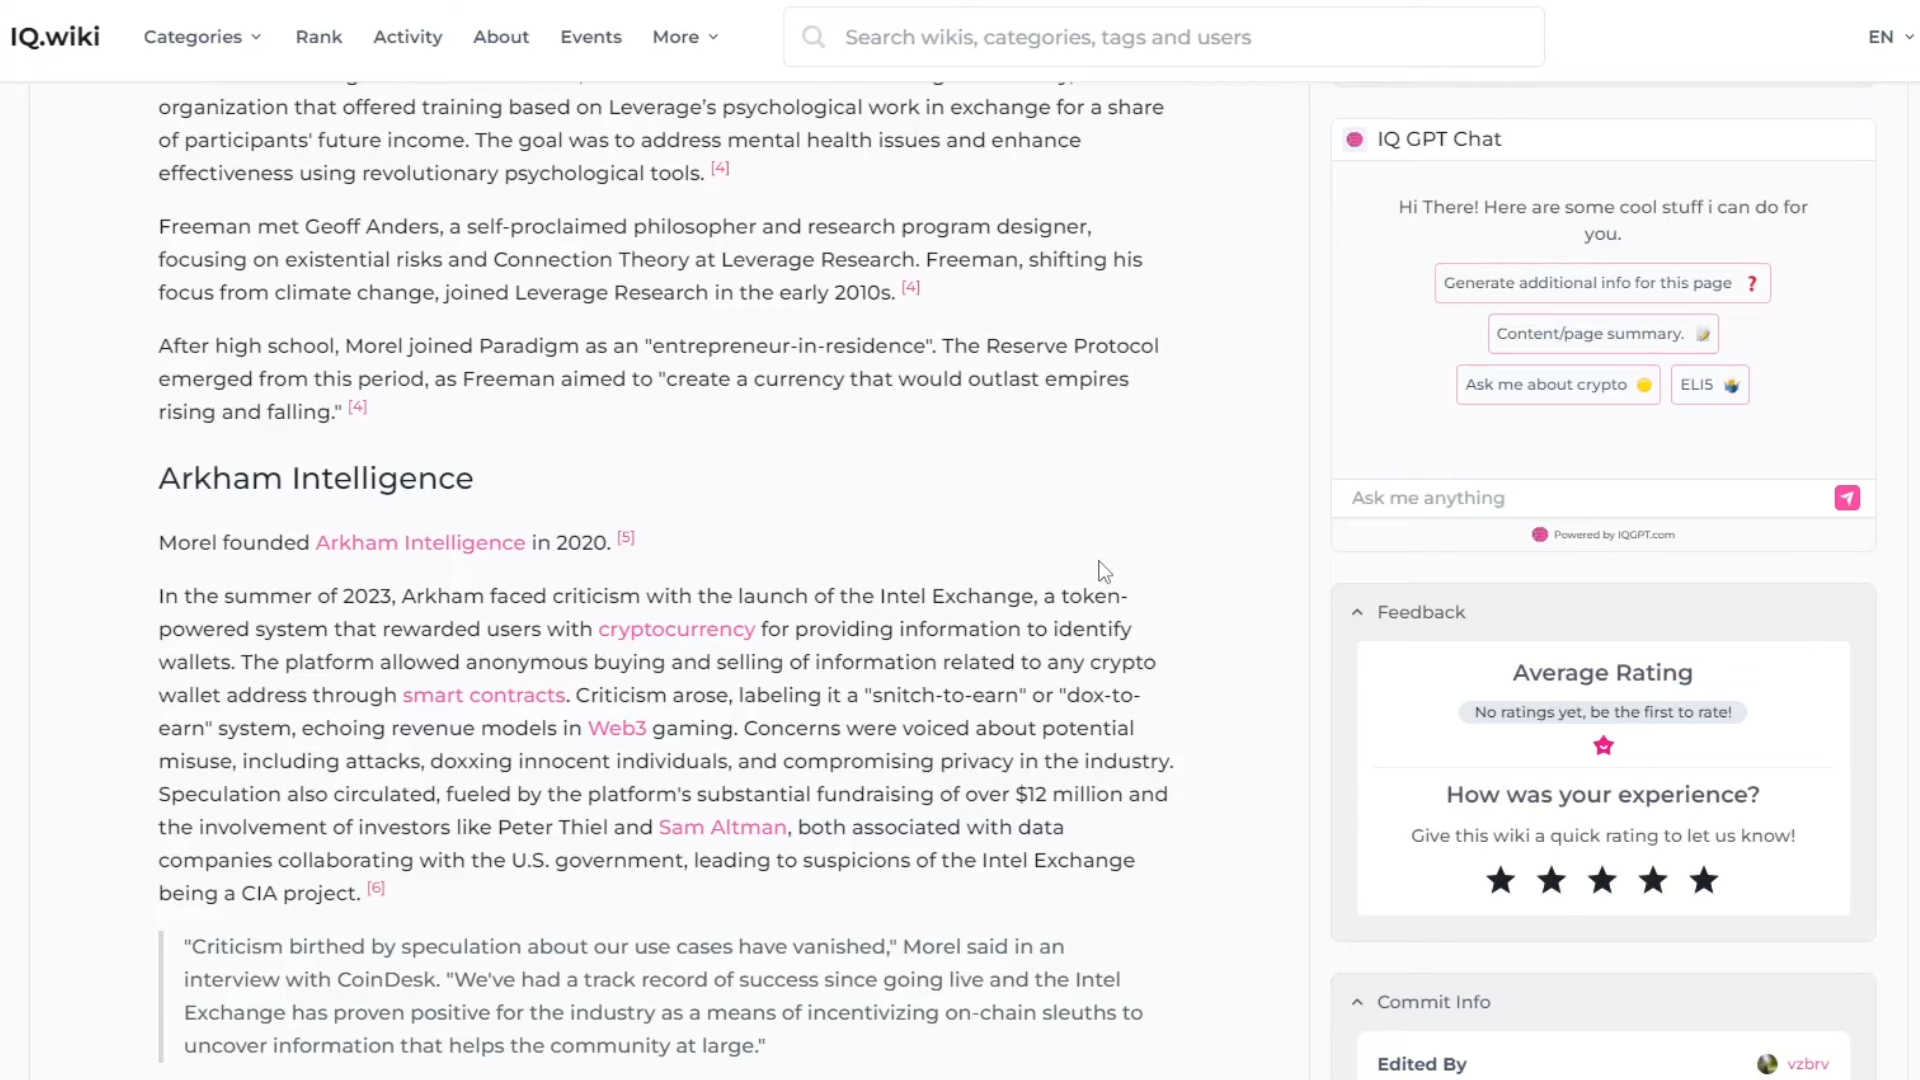 IQ.wiki
Categories
Rank
Activity
About
Events
More
Search wikis, categories, tags and users
EN
organization that offered training based on Leverage’s psychological work in exchange for a share
of participants' future income. The goal was to address mental health issues and enhance
effectiveness using revolutionary psychological tools. [4]
Freeman met Geoff Anders, a self-proclaimed philosopher and research program designer,
focusing on existential risks and Connection Theory at Leverage Research. Freeman, shifting his
focus from climate change, joined Leverage Research in the early 2010s. [4]
After high school, Morel joined Paradigm as an "entrepreneur-in-residence". The Reserve Protocol
emerged from this period, as Freeman aimed to "create a currency that would outlast empires
rising and falling." [4]
Arkham Intelligence
Morel founded Arkham Intelligence in 2020. [5]
In the summer of 2023, Arkham faced criticism with the launch of the Intel Exchange, a token-
powered system that rewarded users with cryptocurrency for providing information to identify
wallets. The platform allowed anonymous buying and selling of information related to any crypto
wallet address through smart contracts. Criticism arose, labeling it a "snitch-to-earn" or "dox-to-
earn" system, echoing revenue models in Web3 gaming. Concerns were voiced about potential
misuse, including attacks, doxxing innocent individuals, and compromising privacy in the industry.
Speculation also circulated, fueled by the platform's substantial fundraising of over $12 million and
the involvement of investors like Peter Thiel and Sam Altman, both associated with data
companies collaborating with the U.S. government, leading to suspicions of the Intel Exchange
being a CIA project. [6]
"Criticism birthed by speculation about our use cases have vanished," Morel said in an
interview with CoinDesk. "We've had a track record of success since going live and the Intel
Exchange has proven positive for the industry as a means of incentivizing on-chain sleuths to
uncover information that helps the community at large."
IQ GPT Chat
Hi There! Here are some cool stuff i can do for
you.
Generate additional info for this page ❓
Content/page summary.
Ask me about crypto
ELI5
Ask me anything
Powered by IQGPT.com
Feedback
Average Rating
No ratings yet, be the first to rate!
How was your experience?
Give this wiki a quick rating to let us know!
Commit Info
Edited By
vzbrv